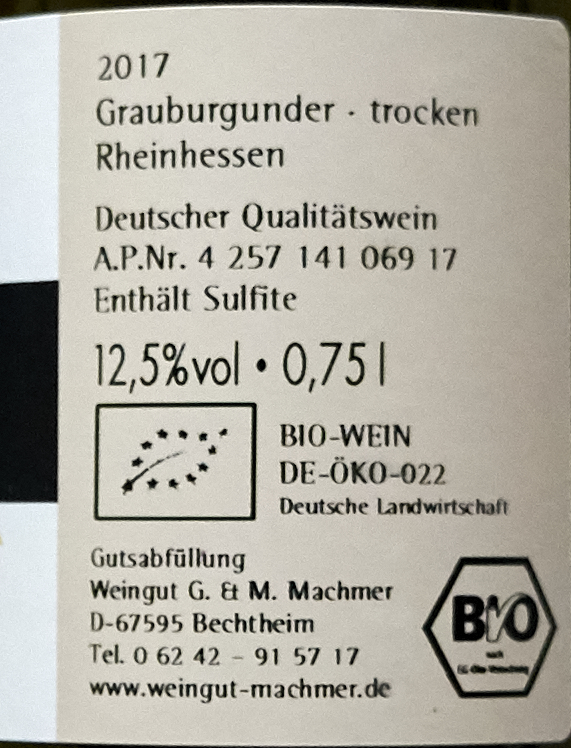 2017
Grauburgunder · trocken
Rheinhessen
Deutscher Qualitätswein
A.P.Nr. 4 257 141 069 17
Enthält Sulfite
12,5%vol • 0,75 l
BIO-WEIN
DE-ÖKO-022
Deutsche Landwirtschaft
Gutsabfüllung
Weingut G. & M. Machmer
D-67595 Bechtheim
Tel. 0 62 42 – 91 57 17
www.weingut-machmer.de
BIO
nach